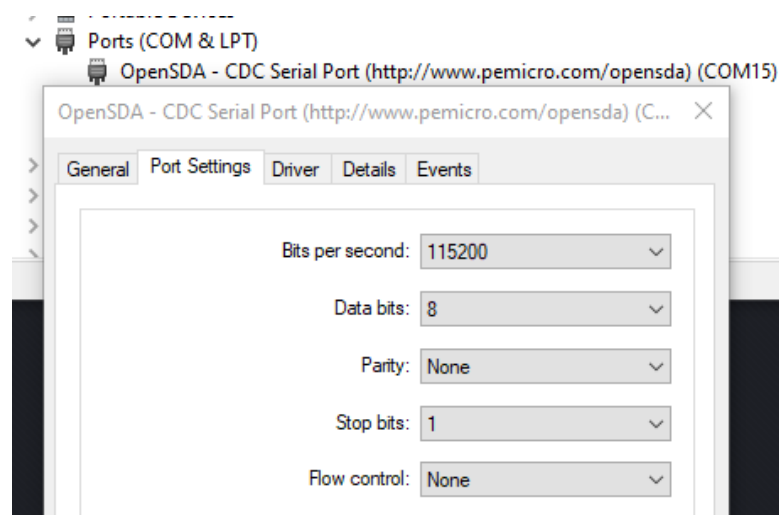 Ports (COM & LPT)
OpenSDA - CDC Serial Port (http://www.pemicro.com/opensda) (COM15)
OpenSDA - CDC Serial Port (http://www.pemicro.com/opensda) (C...
General Port Settings Driver Details Events
Bits per second: 115200
Data bits: 8
Parity: None
Stop bits: 1
Flow control: None